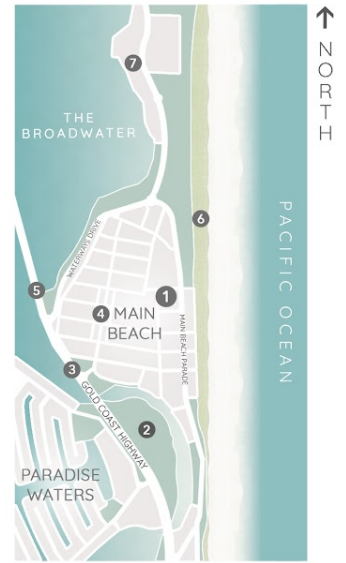 NORTH
7
THE
BROADWATER
PACIFIC OCEAN
6
WATERWAYS DRIVE
5
1
4
MAIN
BEACH
MAIN BEACH PARADE
3
GOLD COAST HIGHWAY
2
PARADISE
WATERS